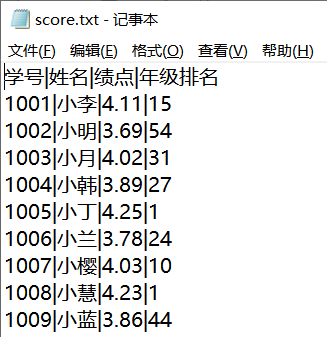 score.txt - 记事本
文件(F) 编辑(E) 格式(O) 查看(V) 帮助(H)
学号|姓名|绩点|年级排名
1001|小李|4.11|15
1002|小明|3.69|54
1003|小月|4.02|31
1004|小韩|3.89|27
1005|小丁|4.25|1
1006|小兰|3.78|24
1007|小樱|4.03|10
1008|小慧|4.23|1
1009|小蓝|3.86|44